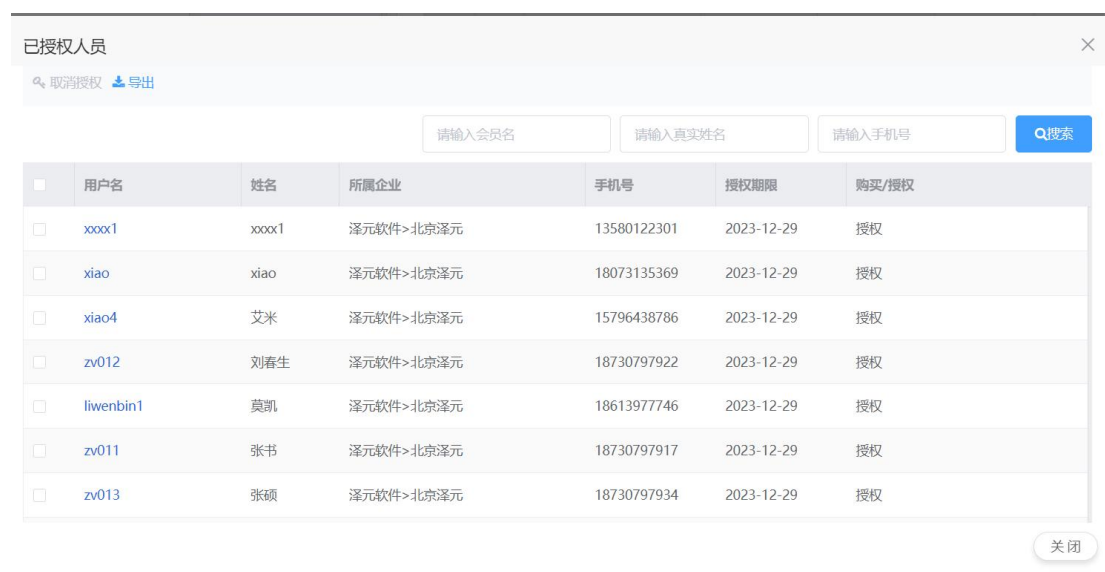 已授权人员
取消授权 导出
请输入会员名 请输入真实姓名 请输入手机号 搜索
用户名 姓名 所属企业 手机号 授权期限 购买/授权
xxxx1 xxxx1 泽元软件>北京泽元 13580122301 2023-12-29 授权
xiao xiao 泽元软件>北京泽元 18073135369 2023-12-29 授权
xiao4 艾米 泽元软件>北京泽元 15796438786 2023-12-29 授权
zv012 刘春生 泽元软件>北京泽元 18730797922 2023-12-29 授权
liwenbin1 莫凯 泽元软件>北京泽元 18613977746 2023-12-29 授权
zv011 张书 泽元软件>北京泽元 18730797917 2023-12-29 授权
zv013 张硕 泽元软件>北京泽元 18730797934 2023-12-29 授权
关闭